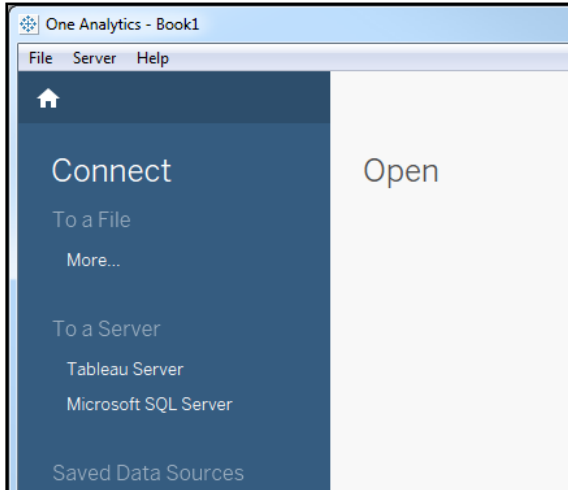 One Analytics - Book1
File Server Help
Connect
To a File
More...
To a Server
Tableau Server
Microsoft SQL Server
Saved Data Sources
Open